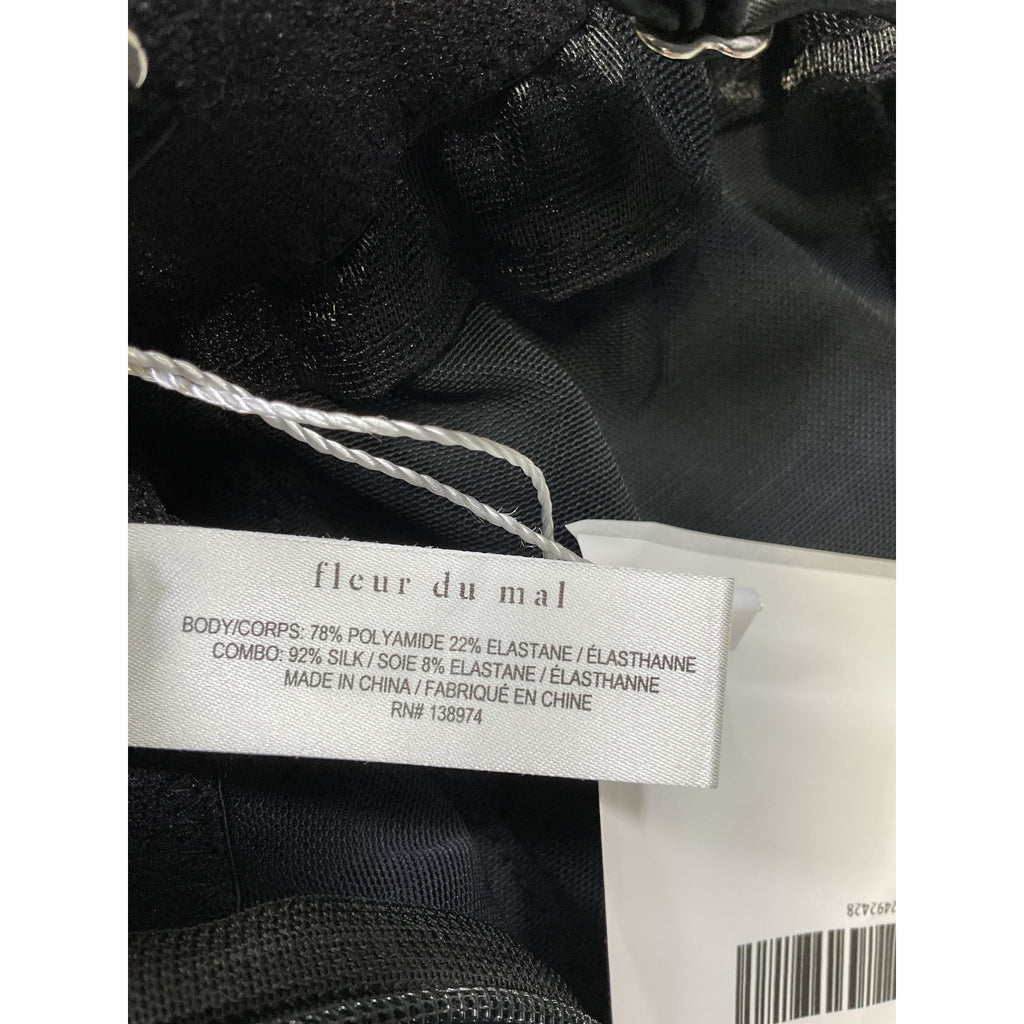 fleur du mal
BODY/CORPS: 78% POLYAMIDE 22% ELASTANE / ÉLASTHANNE
COMBO: 92% SILK / SOIE 8% ELASTANE / ÉLASTHANNE
MADE IN CHINA / FABRIQUÉ EN CHINE
RN# 138974